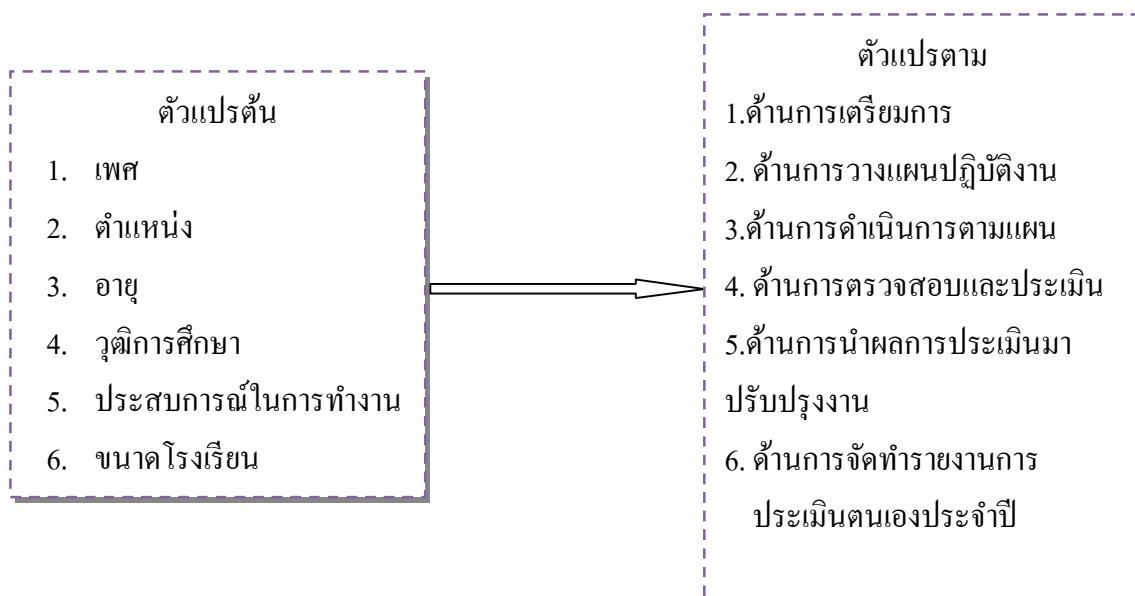 ตัวแปรต้น
1. เพศ
2. ตำแหน่ง
3. อายุ
4. วุฒิการศึกษา
5. ประสบการณ์ในการทำงาน
6. ขนาดโรงเรียน
ตัวแปรตาม
1.ด้านการเตรียมการ
2. ด้านการวางแผนปฏิบัติงาน
3.ด้านการดำเนินการตามแผน
4. ด้านการตรวจสอบและประเมิน
5.ด้านการนำผลการประเมินมา
ปรับปรุงงาน
6. ด้านการจัดทำรายงานการ
ประเมินตนเองประจำปี